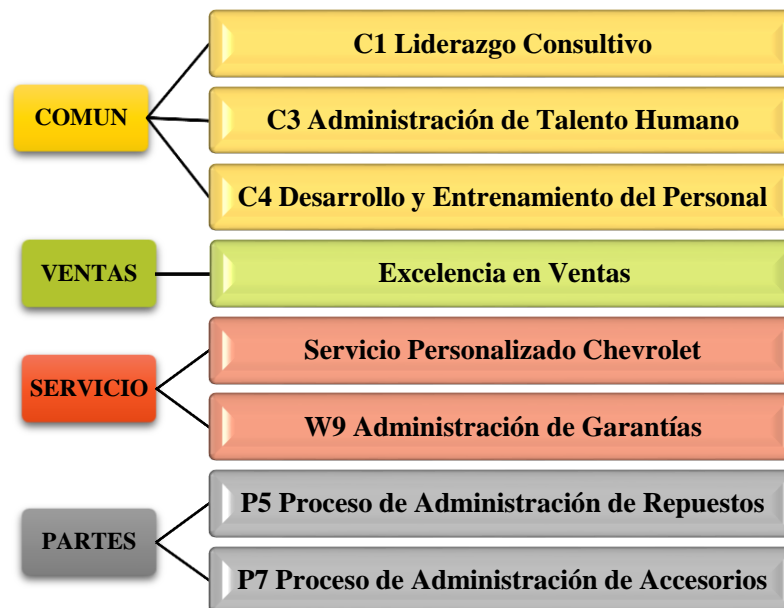 COMUN
C1 Liderazgo Consultivo
C3 Administración de Talento Humano
C4 Desarrollo y Entrenamiento del Personal
VENTAS
Excelencia en Ventas
SERVICIO
Servicio Personalizado Chevrolet
W9 Administración de Garantías
PARTES
P5 Proceso de Administración de Repuestos
P7 Proceso de Administración de Accesorios